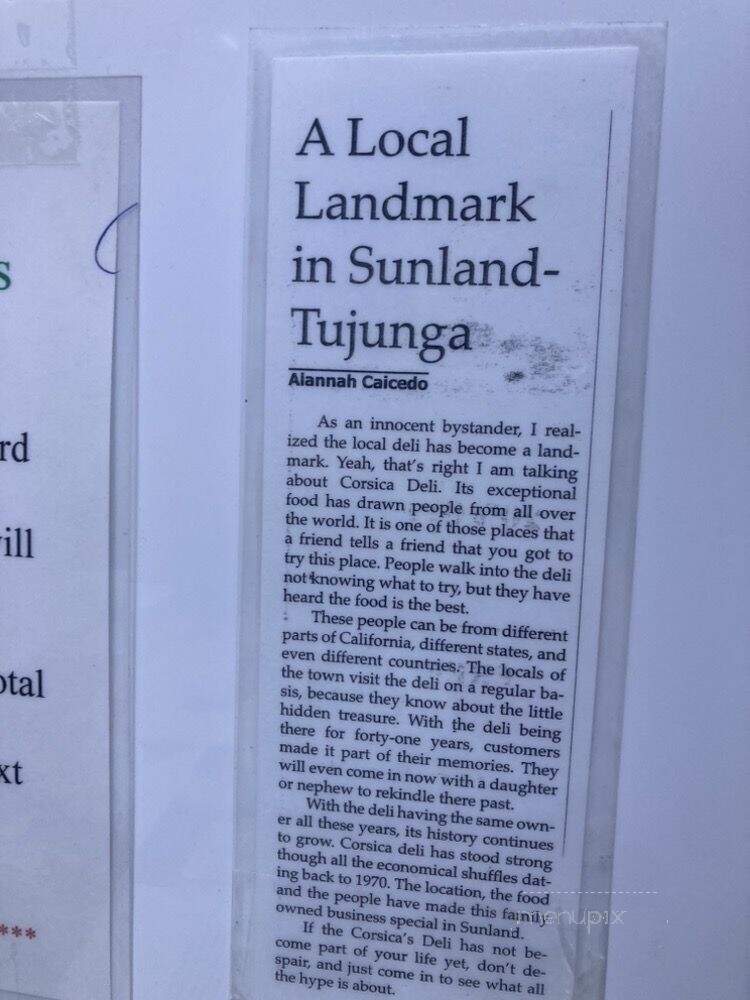 A Local
Landmark
in Sunland-
Tujunga
Aiannah Caicedo
As an innocent bystander, I real-
ized the local deli has become a land-
mark. Yeah, that's right I am talking
about Corsica Deli. Its exceptional
food has drawn people from all over
the world. It is one of those places that
a friend tells a friend that you got to
try this place. People walk into the deli
not knowing what to try, but they have
heard the food is the best.
These people can be from different
parts of California, different states, and
even different countries. The locals of
the town visit the deli on a regular ba-
sis, because they know about the little
hidden treasure. With the deli being
there for forty-one years, customers
made it part of their memories. They
will even come in now with a daughter
or nephew to rekindle there past.
With the deli having the same own-
er all these years, its history continues
to grow. Corsica deli has stood strong
though all the economical shuffles dat-
ing back to 1970. The location, the food
and the people have made this family
owned business special in Sunland.
If the Corsica's Deli has not be-
come part of your life yet, don't de-
spair, and just come in to see what all
the hype is about.
s
rd
ill
otal
xt
***
menupix